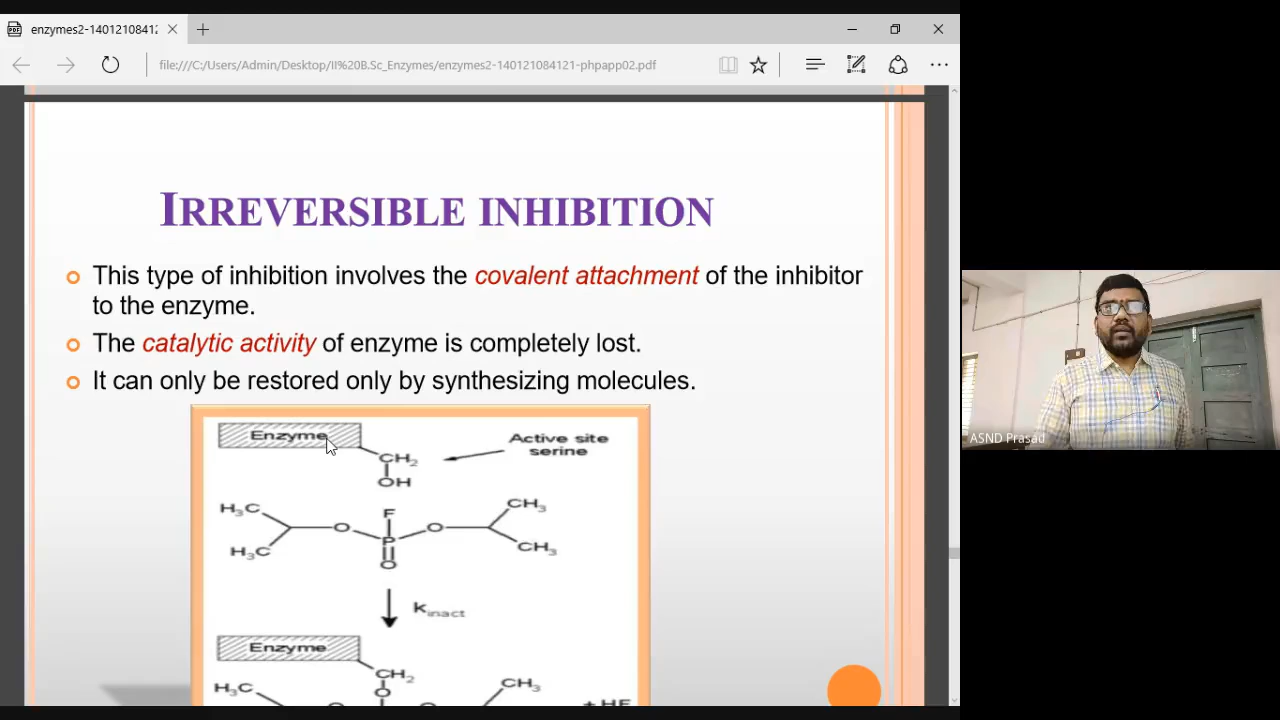 enzymes2-140121084121
file:///C:/Users/Admin/Desktop/II%20B.Sc_Enzymes/enzymes2-140121084121-phpapp02.pdf
IRREVERSIBLE INHIBITION
This type of inhibition involves the covalent attachment of the inhibitor
to the enzyme.
The catalytic activity of enzyme is completely lost.
It can only be restored only by synthesizing molecules.
Enzyme
Active site
serine
CH2
OH
H3C
CH3
F
O
O
P
H3C
CH3
O
kinact
Enzyme
CH2
O
H3C
CH3
+ HF
ASND Prasad